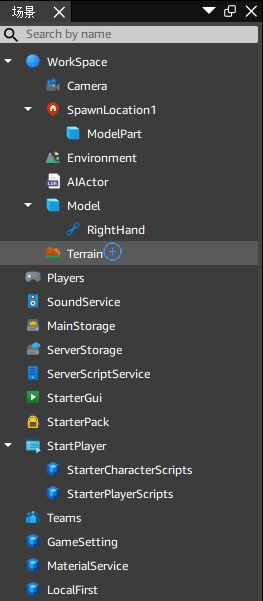 场景
Search by name
WorkSpace
Camera
SpawnLocation1
ModelPart
Environment
LUA
AIActor
Model
RightHand
Terrain
Players
SoundService
MainStorage
ServerStorage
ServerScriptService
StarterGui
StarterPack
StartPlayer
StarterCharacterScripts
StarterPlayerScripts
Teams
GameSetting
MaterialService
LocalFirst